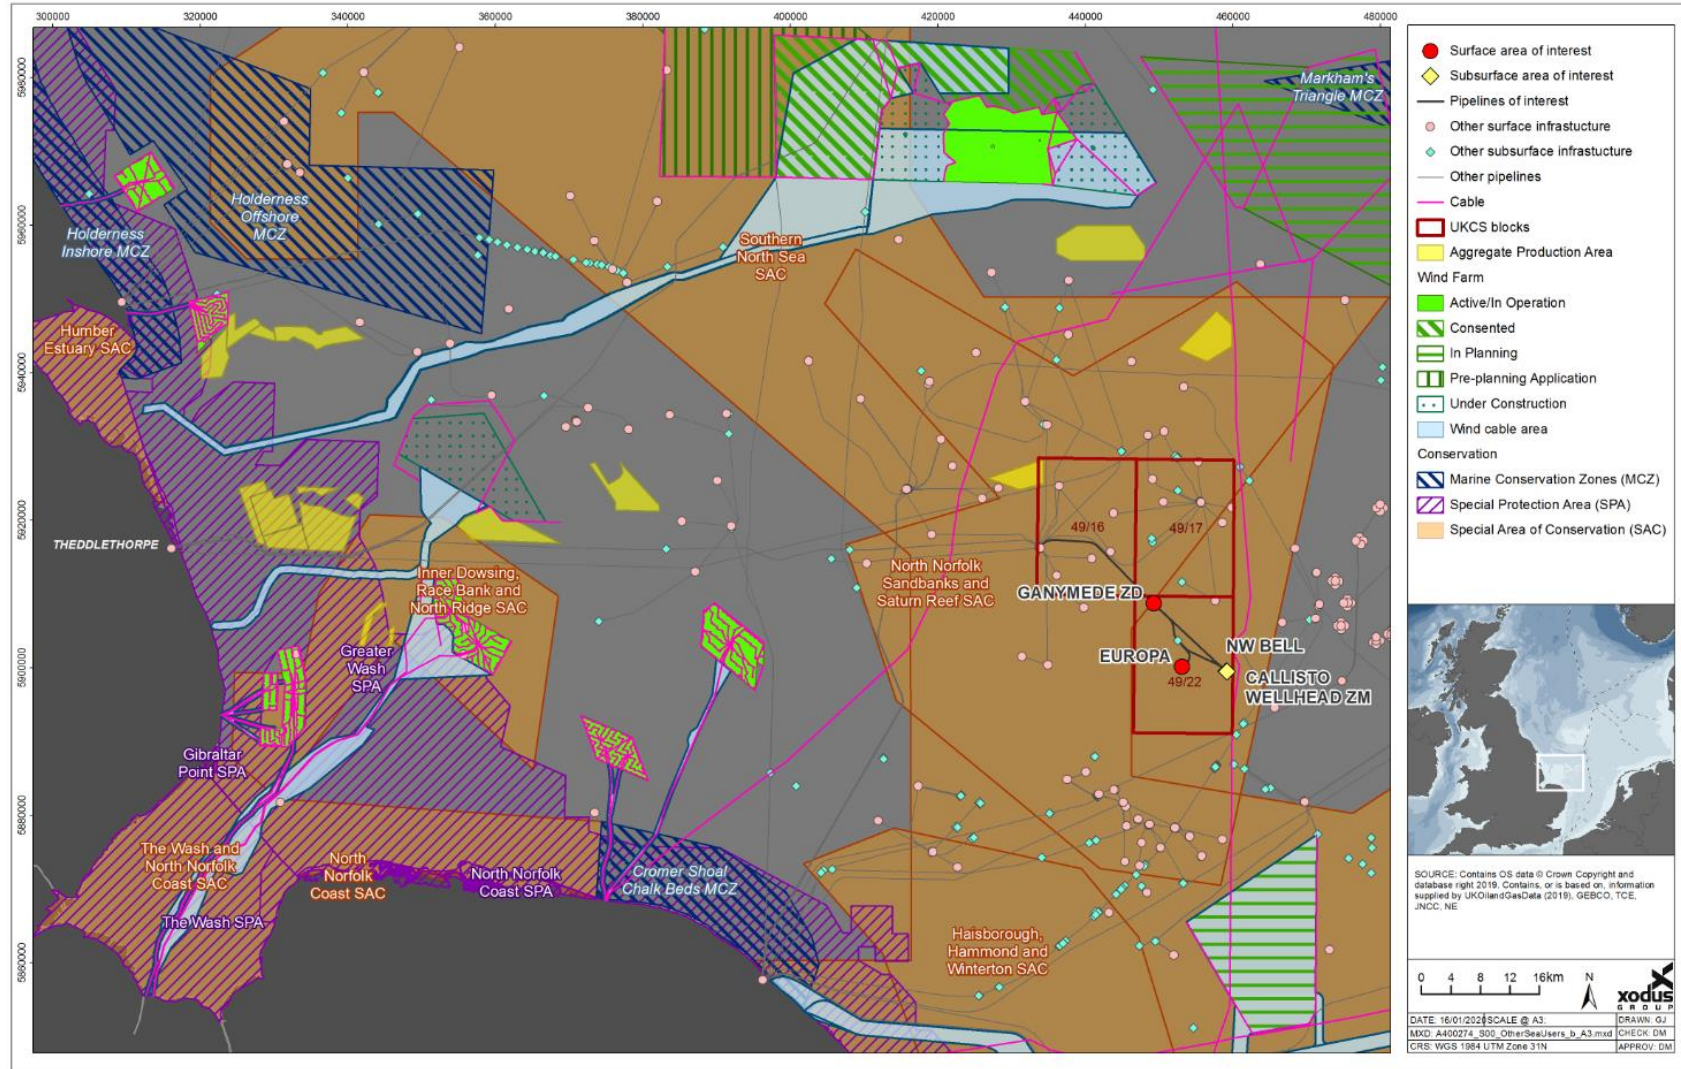 300000 320000 340000 360000 380000 400000 420000 440000 460000 480000
5980000
5960000
5940000
5920000
5900000
5880000
5860000
Markham's
Triangle MCZ
Holderness
Offshore
MCZ
Holderness
Inshore MCZ
Southern
North Sea
SAC
Humber
Estuary SAC
THEDDLETHORPE
49/16
49/17
Inner Dowsing,
Race Bank and
North Ridge SAC
North Norfolk
Sandbanks and
Saturn Reef SAC
GANYMEDE ZD
NW BELL
EUROPA
49/22
CALLISTO
WELLHEAD ZM
Greater
Wash
SPA
Gibraltar
Point SPA
The Wash and
North Norfolk
Coast SAC
North
Norfolk
Coast SAC
North Norfolk
Coast SPA
Cromer Shoal
Chalk Beds MCZ
The Wash SPA
Haisborough,
Hammond and
Winterton SAC
Surface area of interest
Subsurface area of interest
Pipelines of interest
Other surface infrastucture
Other subsurface infrastucture
Other pipelines
Cable
UKCS blocks
Aggregate Production Area
Wind Farm
Active/In Operation
Consented
In Planning
Pre-planning Application
Under Construction
Wind cable area
Conservation
Marine Conservation Zones (MCZ)
Special Protection Area (SPA)
Special Area of Conservation (SAC)
SOURCE: Contains OS data © Crown Copyright and
database right 2019. Contains, or is based on, information
supplied by UKOilandGasData (2019), GEBCO, TCE,
JNCC, NE
0 4 8 12 16km
N
xodus
GROUP
DATE: 16/01/2020 SCALE @ A3: DRAWN: GJ
MXD: A400274_S00_OtherSeaUsers_b_A3.mxd CHECK: DM
CRS: WGS 1984 UTM Zone 31N APPROV: DM